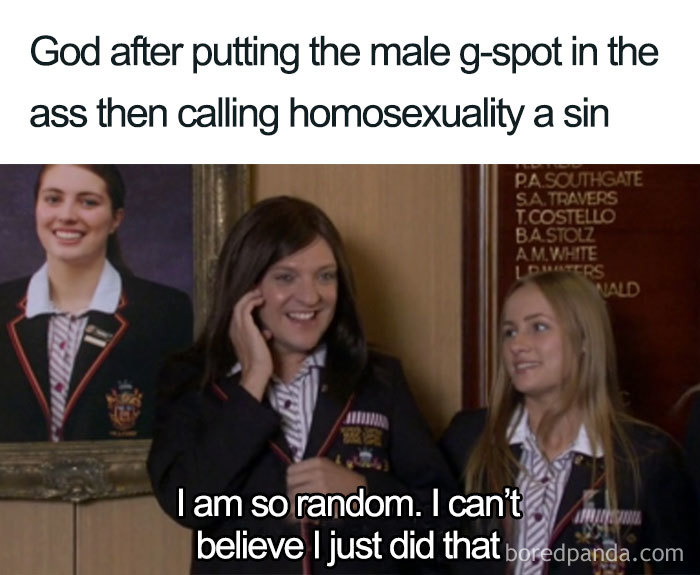 God after putting the male g-spot in the
ass then calling homosexuality a sin
P.A.SOUTHGATE
S.A.TRAVERS
T.COSTELLO
B.A.STOLZ
A.M.WHITE
NALD
I am so random. I can't
believe I just did that
boredpanda.com